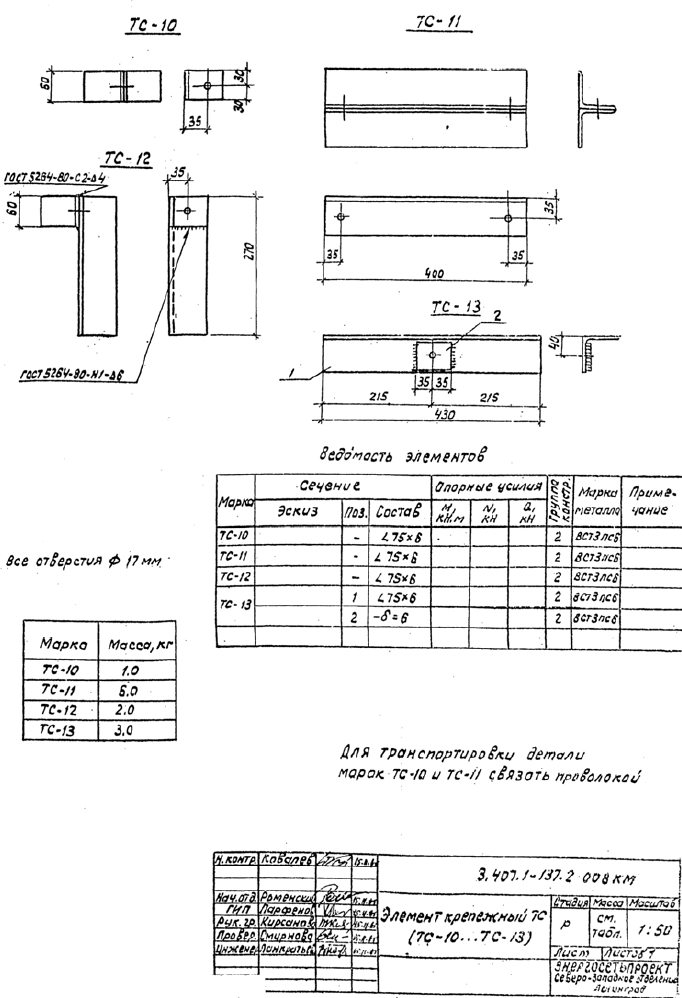 ТС-10
ТС-11
60
30
30
35
ТС-12
ГОСТ 5264-80-С2-Δ4
35
60
270
ГОСТ 5264-80-Н1-Δ6
35
35
35
400
ТС-13
2
1
40
35 35
215 215
430
Ведомость элементов
Марка Сечение Опорные усилия Группа констр. Марка металла Примечание
Эскиз Поз. Состав М, кН.м N, кН Q, кН
ТС-10 - ∠75×6 2 ВСт3пс6
ТС-11 - ∠75×6 2 ВСт3пс6
ТС-12 - ∠75×6 2 ВСт3пс6
ТС-13 1 ∠75×6 2 ВСт3пс6
2 -δ=6 2 ВСт3пс6
Все отверстия ф 17 мм
Марка Масса, кг
ТС-10 1.0
ТС-11 6.0
ТС-12 2.0
ТС-13 3.0
Для транспортировки детали
марок ТС-10 и ТС-11 связать проволокой
Н.контр. Ковалев
3.407.1-137.2 008 КМ
Нач.отд. Роменский
ГИП Парфенов
Рук.гр. Кирсанова
Провер. Смирнова
Инженер
Элемент крепежный ТС
(ТС-10...ТС-13)
Стадия Масса Масштаб
Р см. табл. 1:50
Лист Листов 1
ЭНЕРГОСЕТЬПРОЕКТ
Северо-Западное отделение
Ленинград